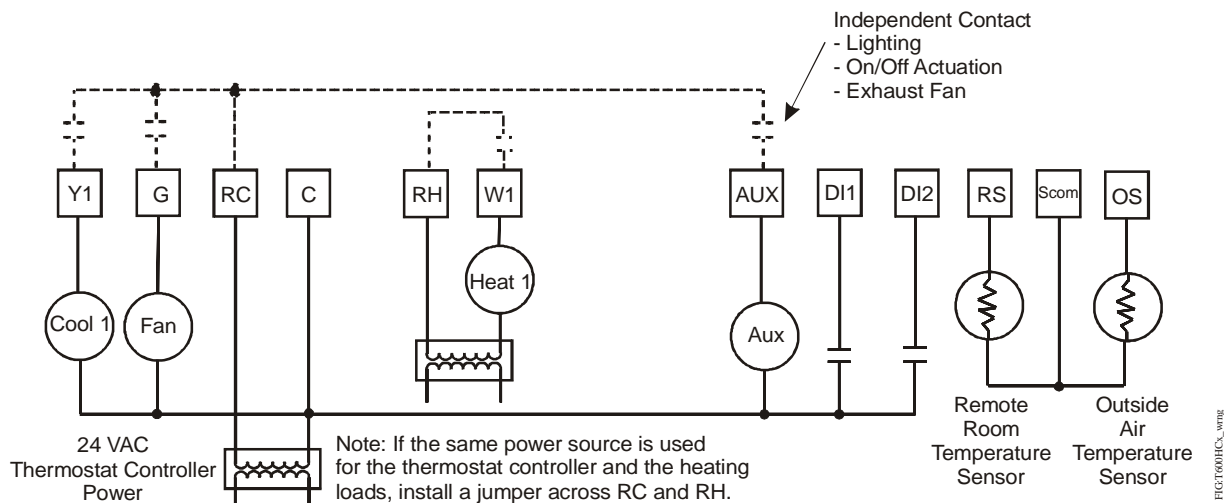 Independent Contact
- Lighting
- On/Off Actuation
- Exhaust Fan
Y1 G RC C RH W1 AUX DI1 DI2 RS Scom OS
Heat 1
Cool 1 Fan Aux
24 VAC
Thermostat Controller
Power
Note: If the same power source is used
for the thermostat controller and the heating
loads, install a jumper across RC and RH.
Remote
Room
Temperature
Sensor
Outside
Air
Temperature
Sensor
FIG:T600HCx_wrng